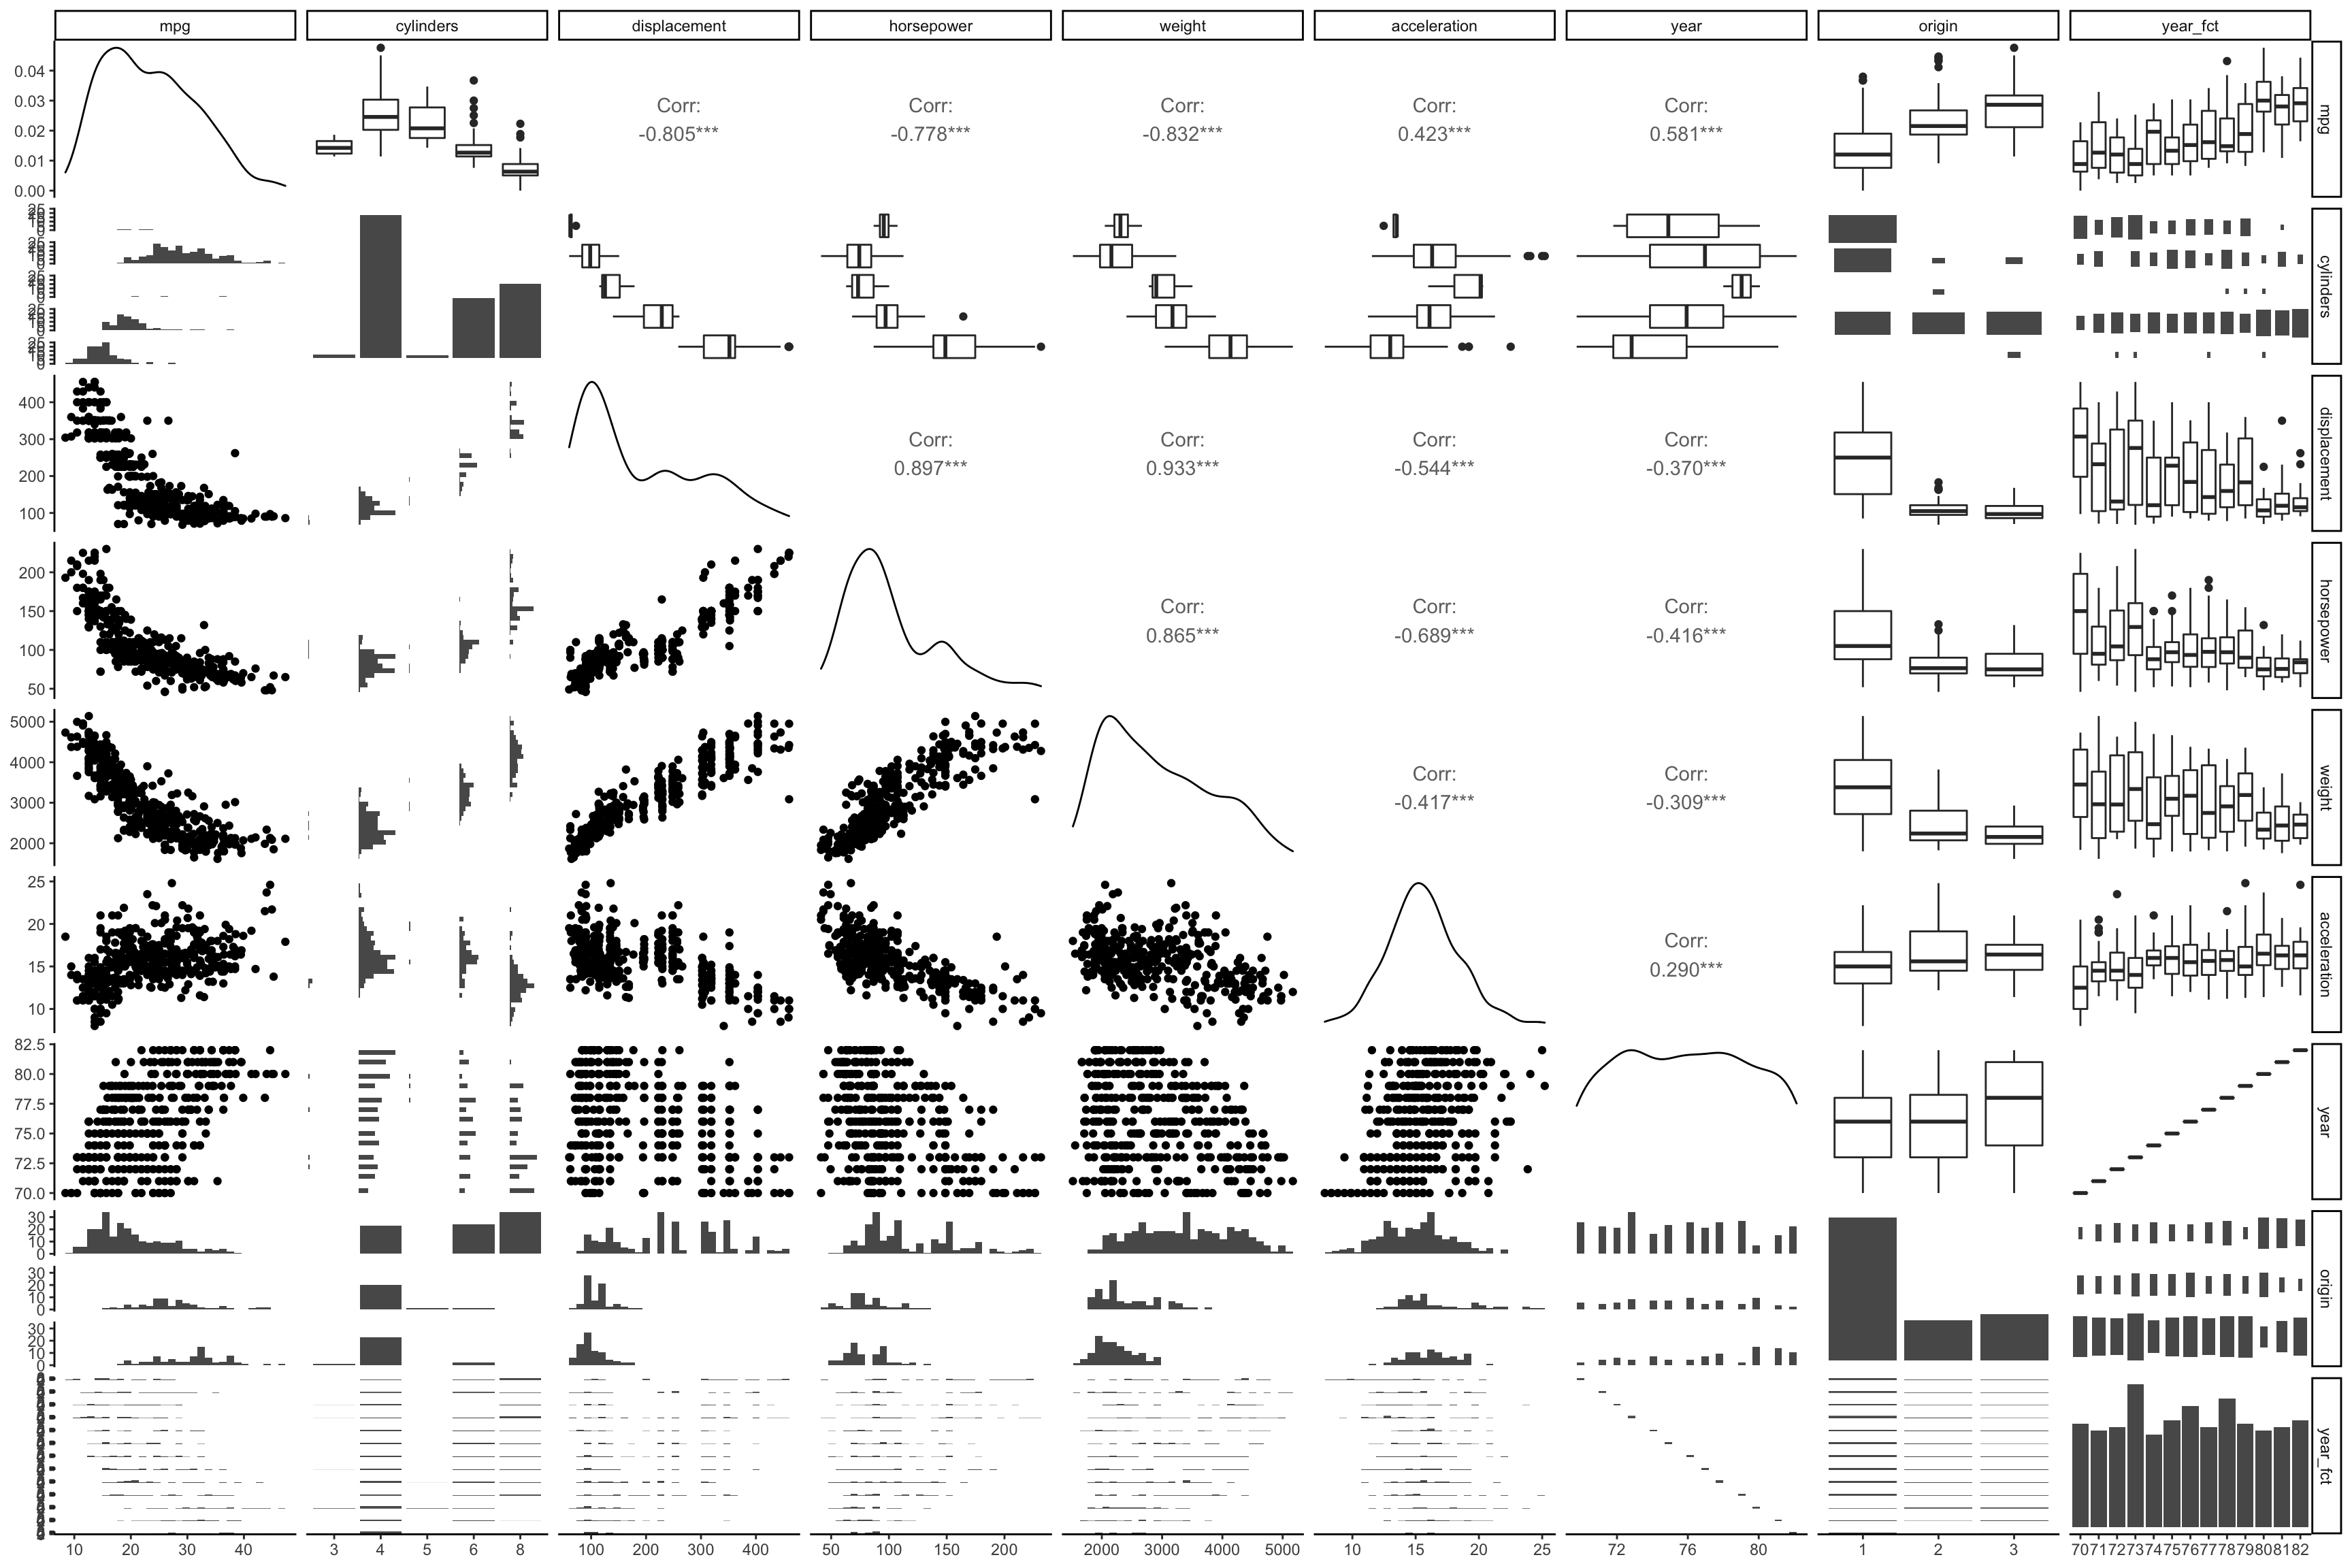 mpg cylinders displacement horsepower weight acceleration year origin year_fct
0.04
0.03
0.02
0.01
0.00
Corr:
-0.805***
Corr:
-0.778***
Corr:
-0.832***
Corr:
0.423***
Corr:
0.581***
mpg
cylinders
400
300
200
100
Corr:
0.897***
Corr:
0.933***
Corr:
-0.544***
Corr:
-0.370***
displacement
200
150
100
50
Corr:
0.865***
Corr:
-0.689***
Corr:
-0.416***
horsepower
5000
4000
3000
2000
Corr:
-0.417***
Corr:
-0.309***
weight
25
20
15
10
Corr:
0.290***
acceleration
82.5
80.0
77.5
75.0
72.5
70.0
year
30
20
10
0
30
20
10
0
30
20
10
0
origin
year_fct
10 20 30 40
3 4 5 6 8
100 200 300 400
50 100 150 200
2000 3000 4000 5000
10 15 20 25
72 76 80
1 2 3
70 71 72 73 74 75 76 77 78 79 80 81 82